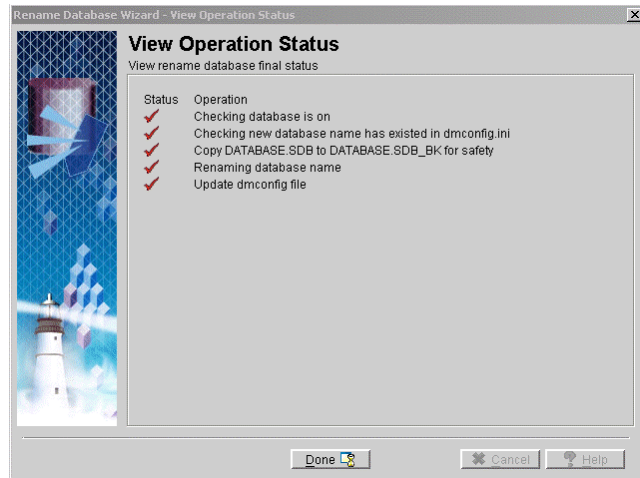 Rename Database Wizard - View Operation Status
View Operation Status
View rename database final status
Status Operation
Checking database is on
Checking new database name has existed in dmconfig.ini
Copy DATABASE.SDB to DATABASE.SDB_BK for safety
Renaming database name
Update dmconfig file
Done Cancel Help